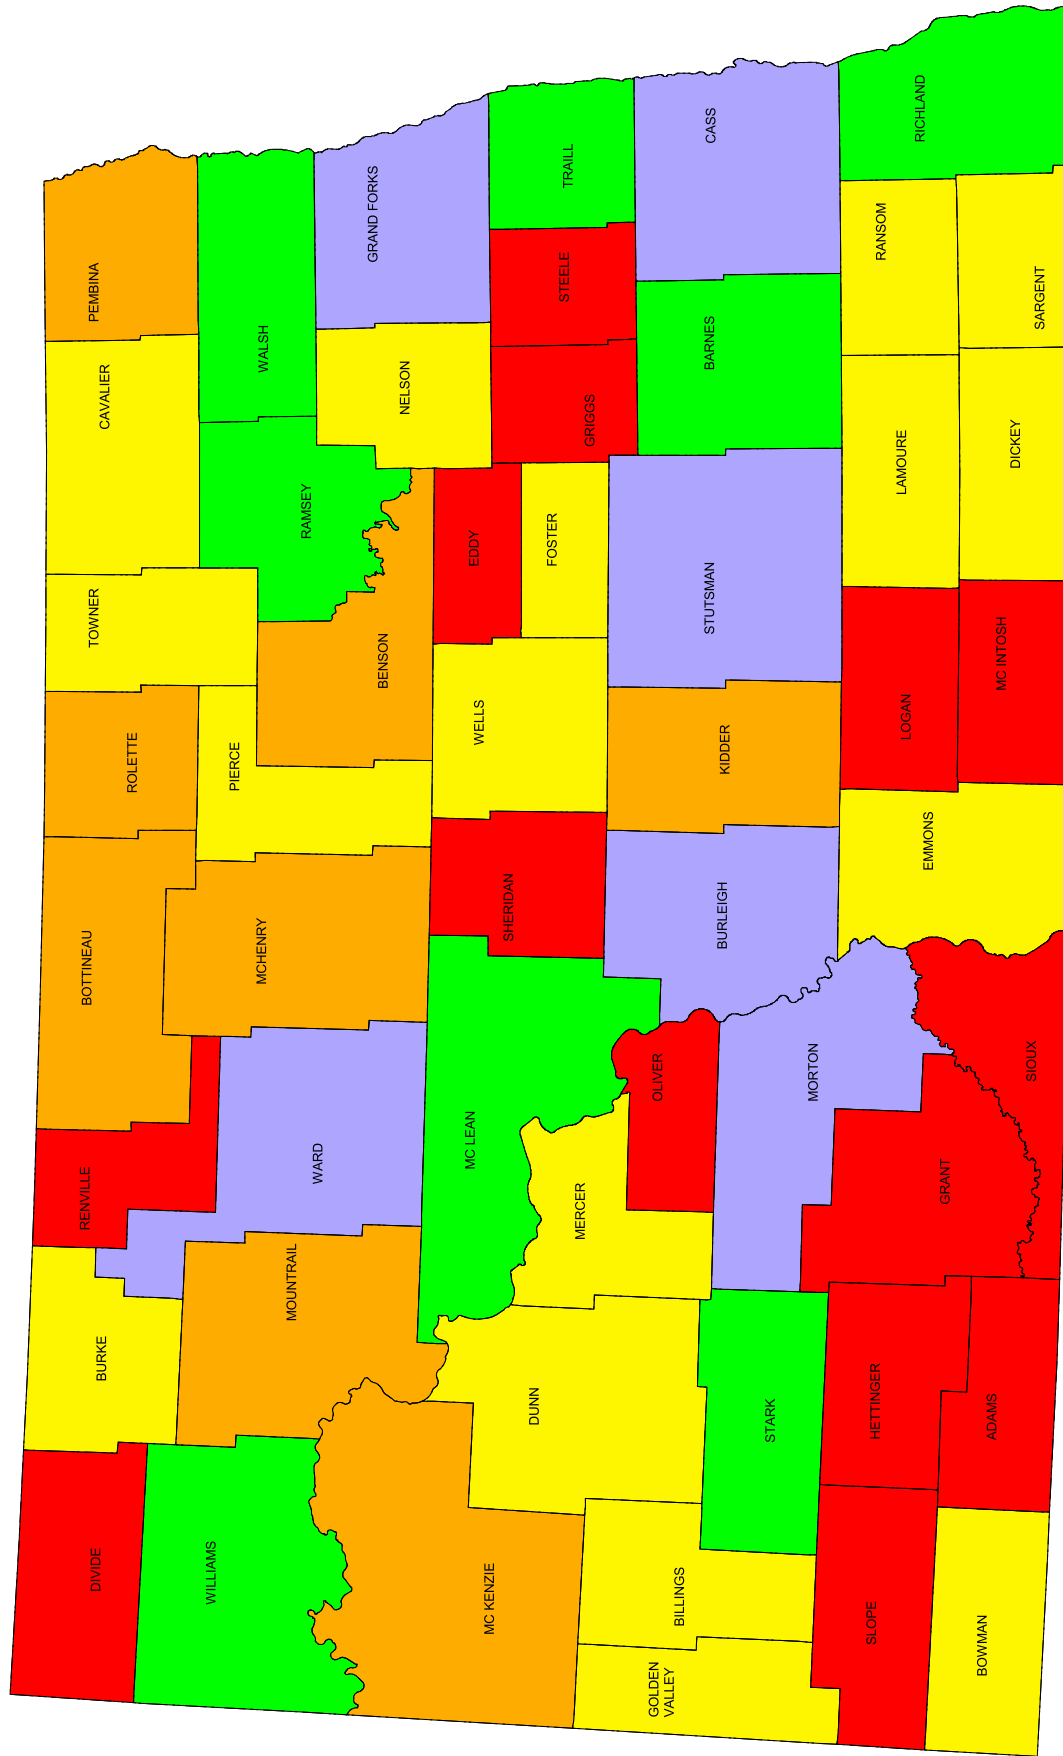 DIVIDE
BURKE
RENVILLE
BOTTINEAU
ROLETTE
TOWNER
CAVALIER
PEMBINA
WILLIAMS
MOUNTRAIL
WARD
MCHENRY
PIERCE
BENSON
RAMSEY
WALSH
NELSON
GRAND FORKS
MC KENZIE
DUNN
MERCER
MC LEAN
SHERIDAN
WELLS
EDDY
FOSTER
GRIGGS
STEELE
TRAILL
GOLDEN
VALLEY
BILLINGS
STARK
OLIVER
MORTON
BURLEIGH
KIDDER
STUTSMAN
BARNES
CASS
SLOPE
HETTINGER
GRANT
BOWMAN
ADAMS
SIOUX
EMMONS
LOGAN
MC INTOSH
LAMOURE
DICKEY
RANSOM
SARGENT
RICHLAND